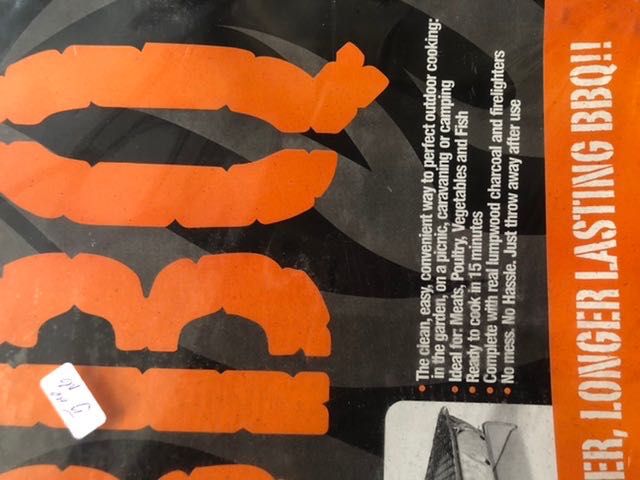 BBQ
The clean, easy, convenient way to perfect outdoor cooking:
in the garden, on a picnic, caravaning or camping
Ideal for: Meats, Poultry, Vegetables and Fish
Ready to cook in 15 minutes
Complete with real lumpwood charcoal and firelighters
No mess. No Hassle. Just throw away after use
ER, LONGER LASTING BBQ!!